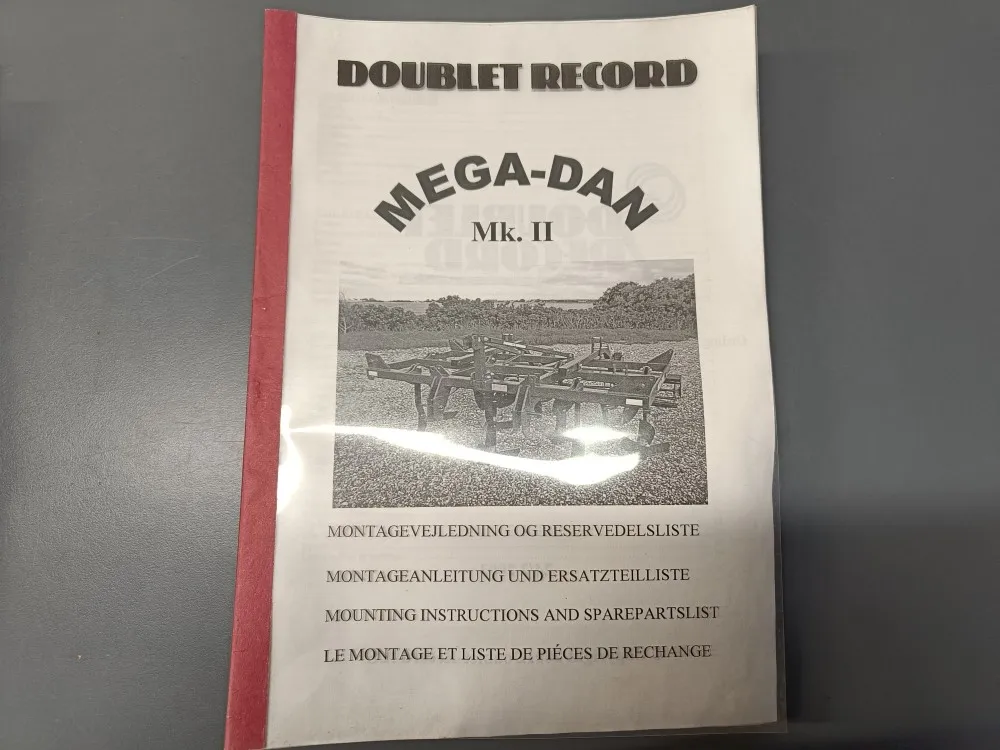 DOUBLET RECORD
MEGA-DAN
Mk. II
MONTAGEVEJLEDNING OG RESERVEDELSLISTE
MONTAGEANLEITUNG UND ERSATZTEILLISTE
MOUNTING INSTRUCTIONS AND SPAREPARTSLIST
LE MONTAGE ET LISTE DE PIÉCES DE RECHANGE